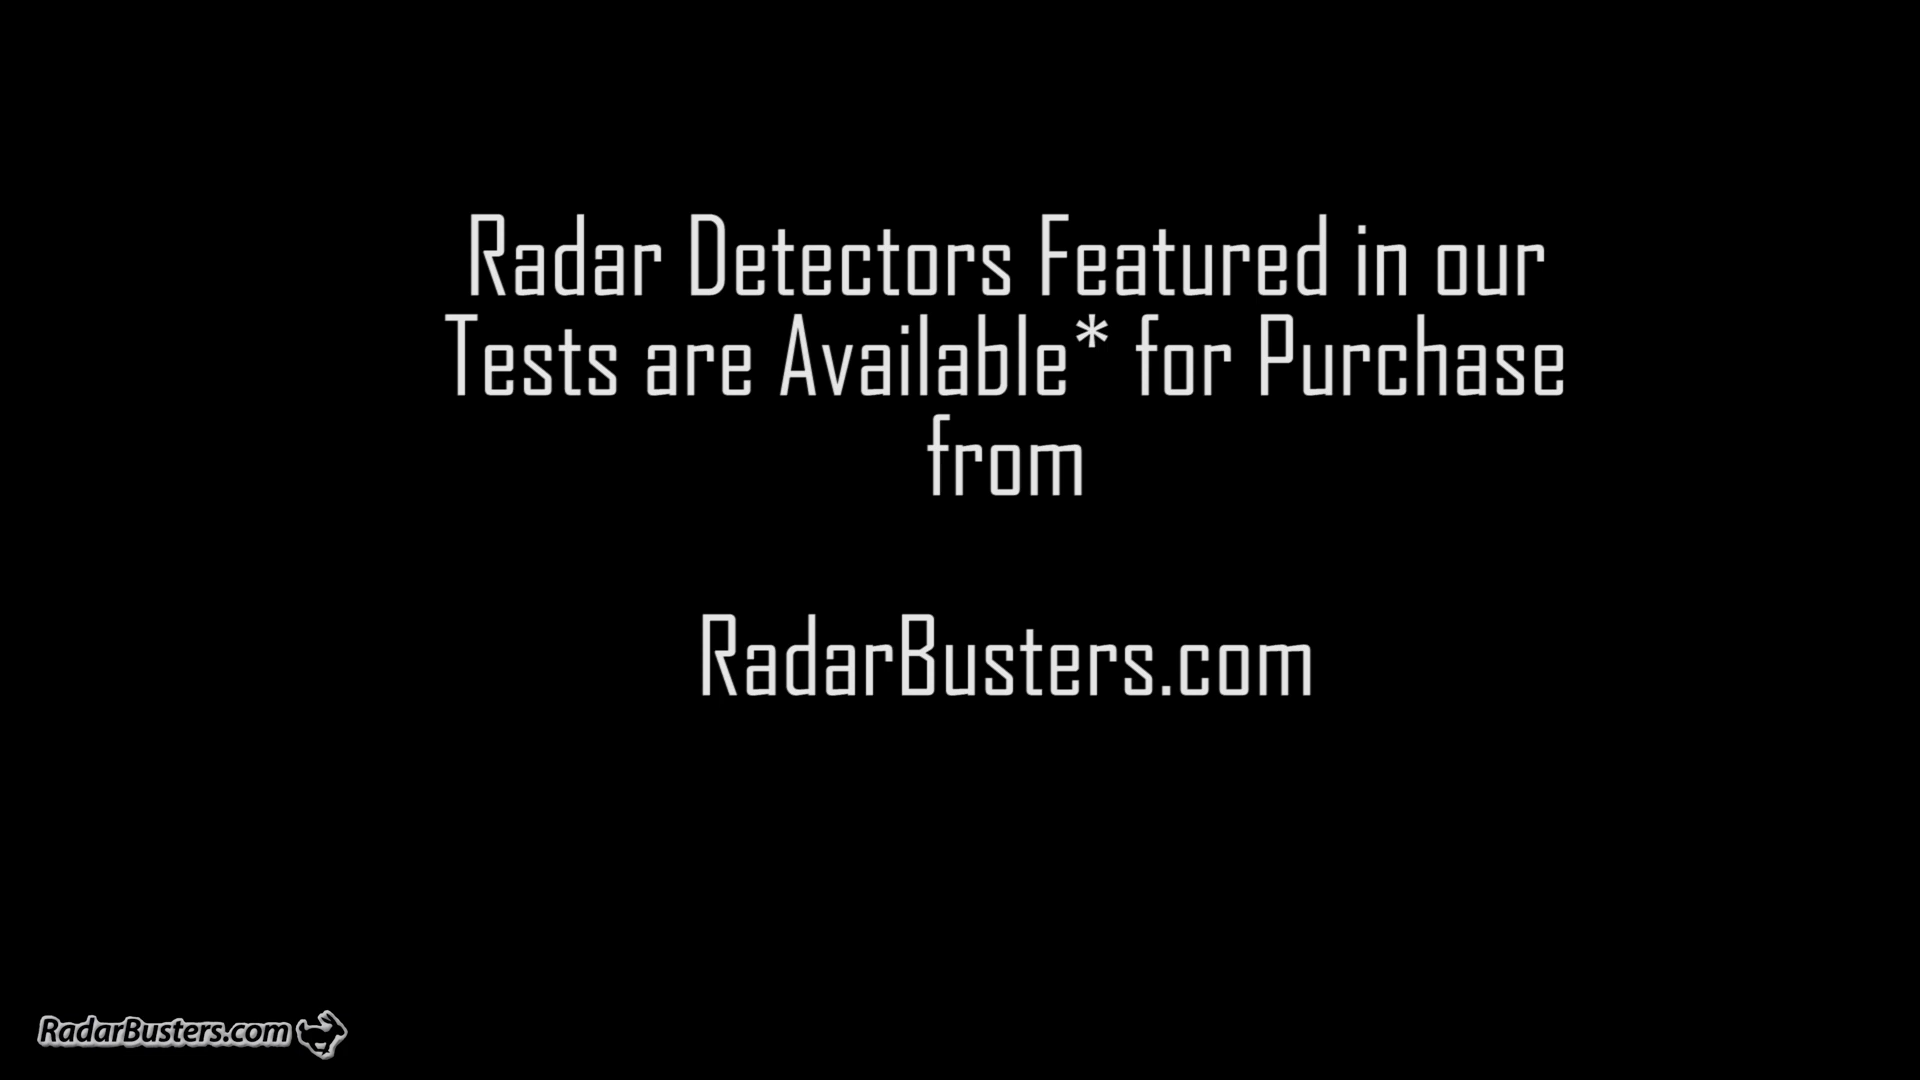 Radar Detectors Featured in our
Tests are Available* for Purchase
from
RadarBusters.com
RadarBusters.com